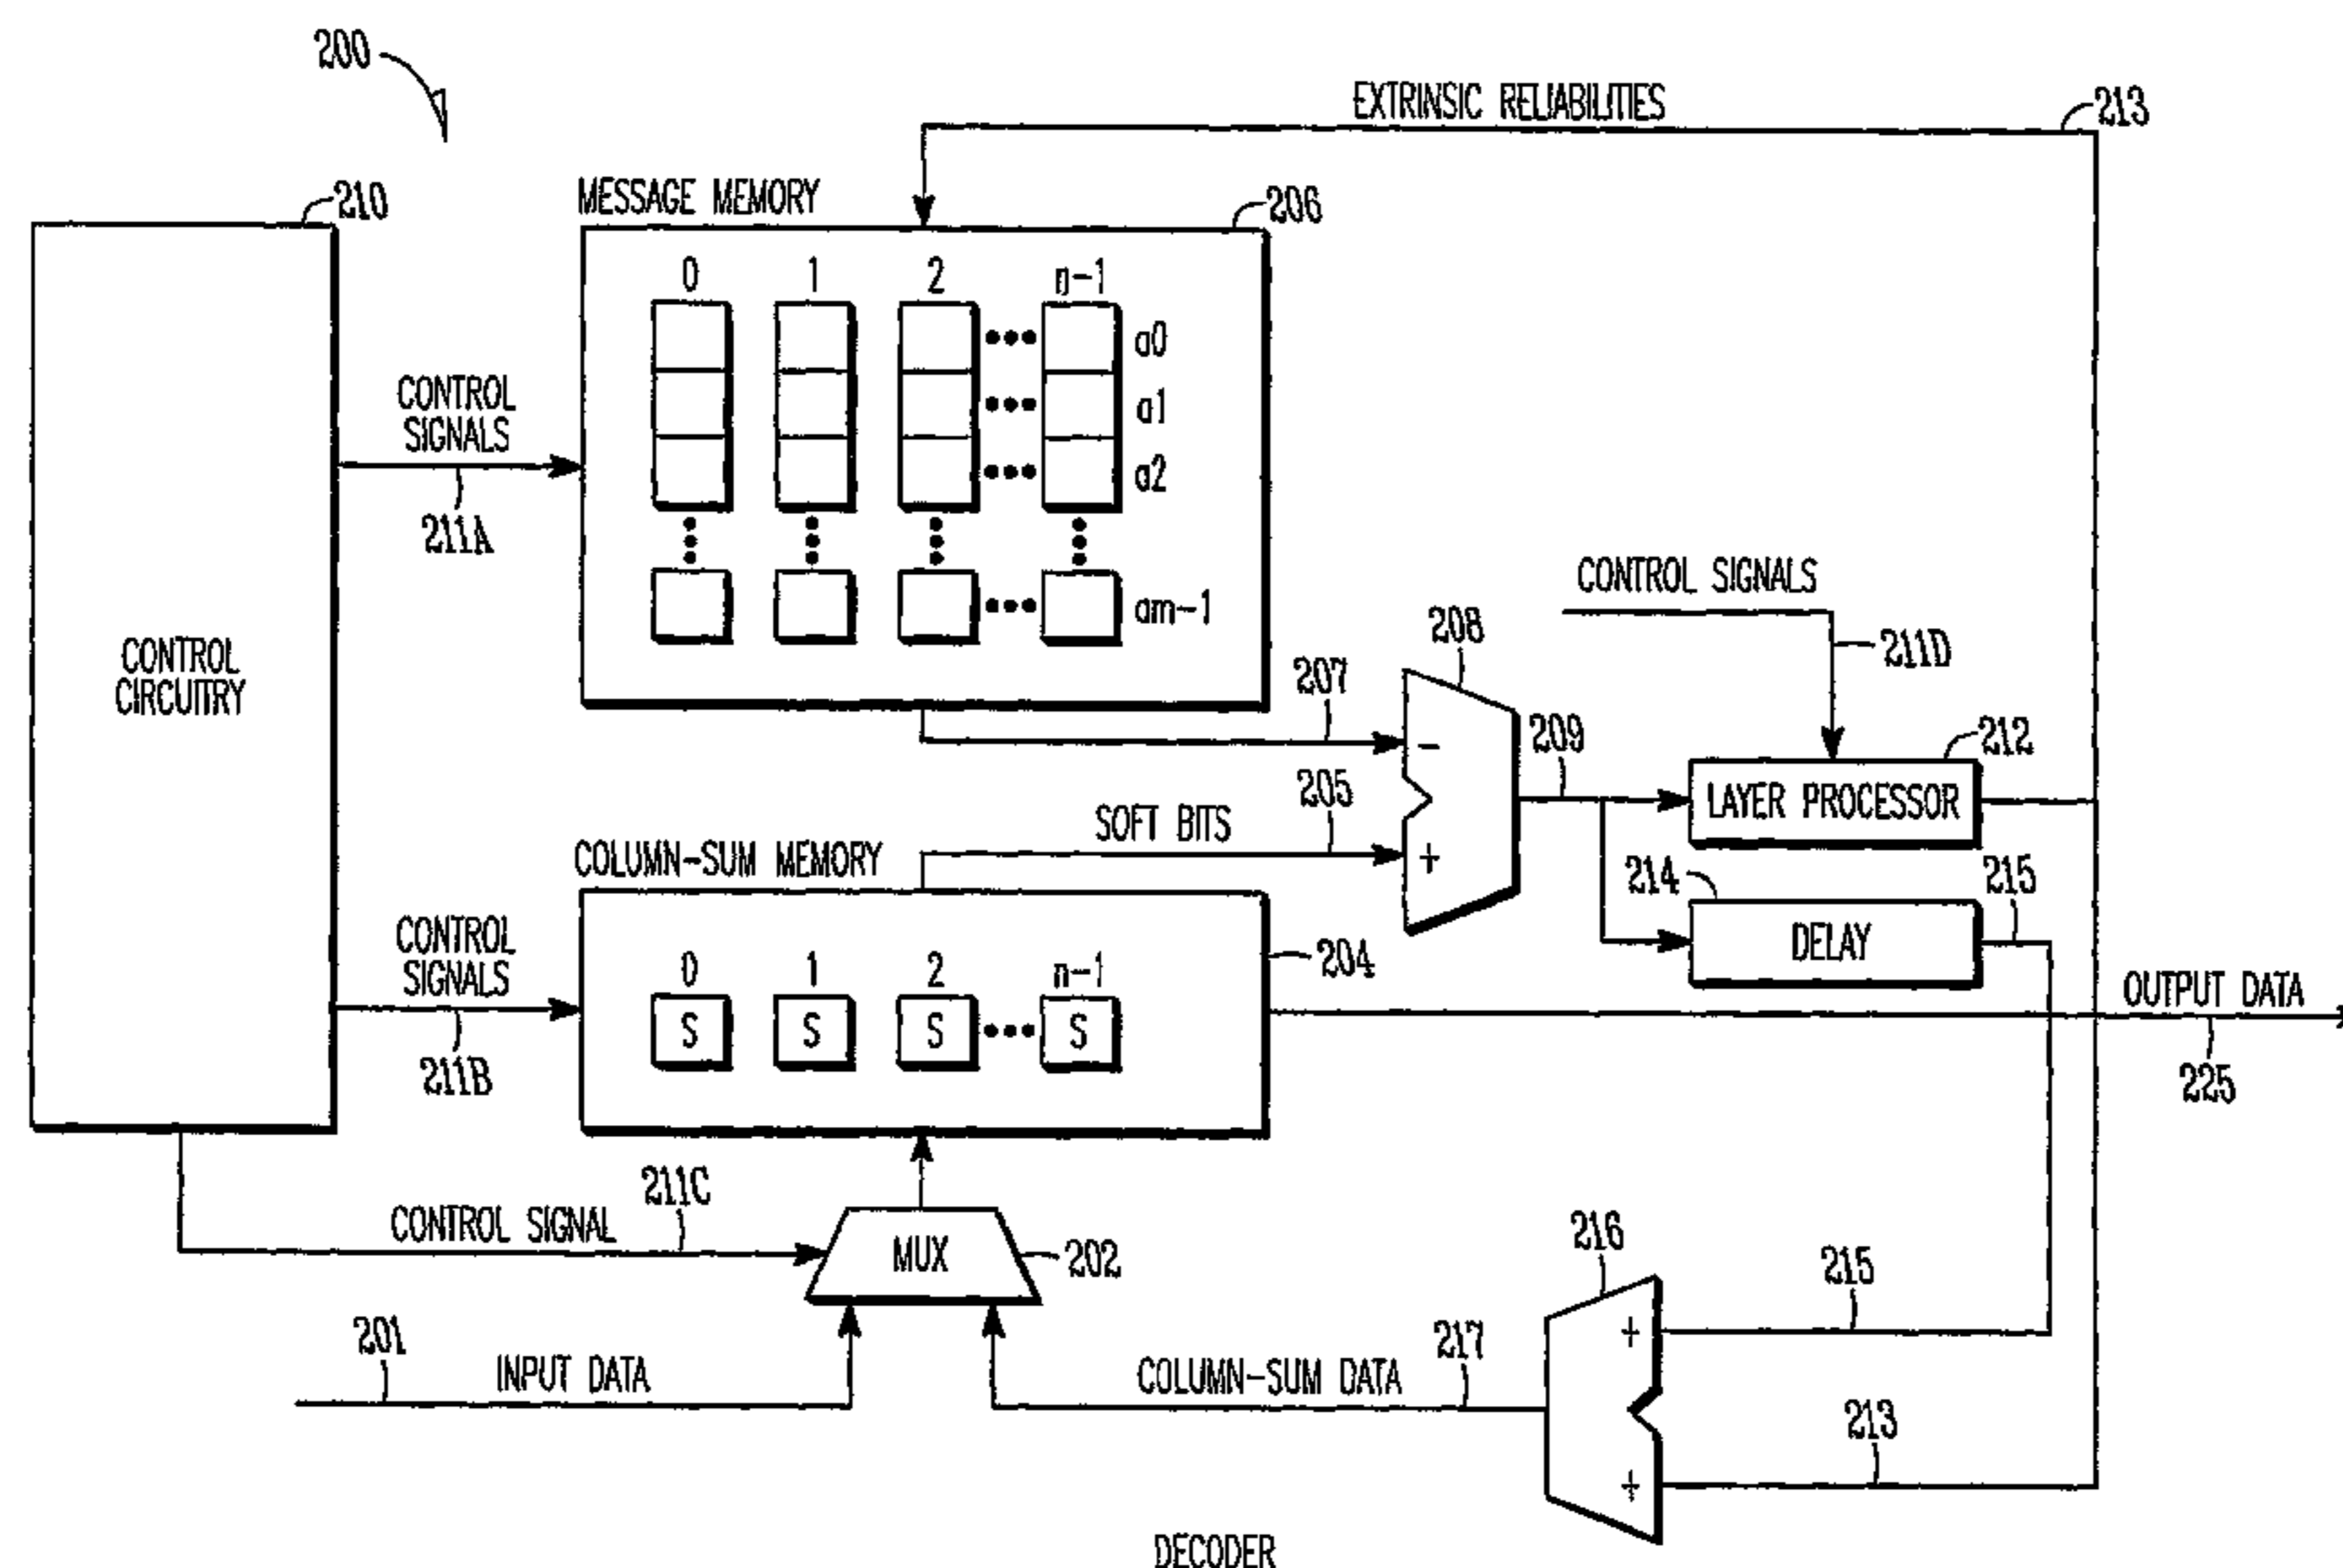 200
EXTRINSIC RELIABILITIES
213
210
MESSAGE MEMORY
206
0 1 2 n-1
a0
a1
a2
am-1
CONTROL
SIGNALS
211A
CONTROL
CIRCUITRY
CONTROL SIGNALS
211D
208
207
-
209
212
LAYER PROCESSOR
205
SOFT BITS
+
COLUMN-SUM MEMORY
214
215
DELAY
CONTROL
SIGNALS
211B
204
0 1 2 n-1
S S S S
OUTPUT DATA
225
211C
CONTROL SIGNAL
MUX
202
216
215
+
201
INPUT DATA
COLUMN-SUM DATA
217
213
+
DECODER